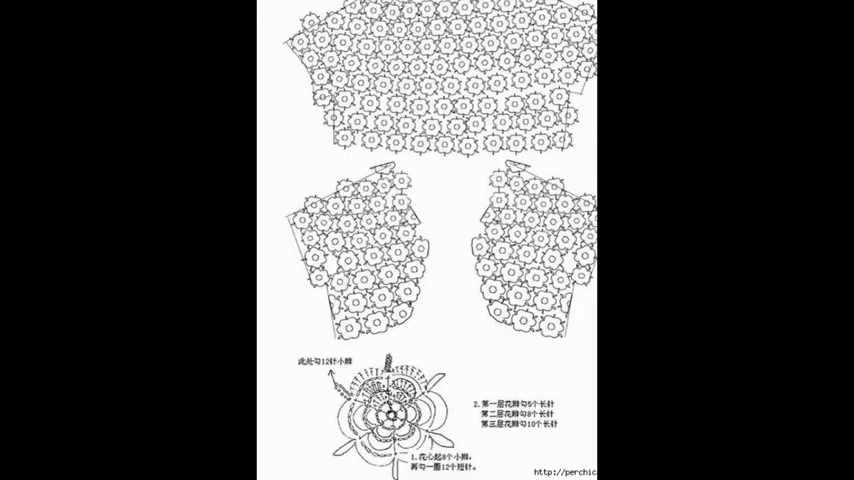 此处勾12针小辫
2.第一层花瓣勾5个长针
第二层花瓣勾8个长针
第三层花瓣勾10个长针
1.花心起8个小辫,
再勾一圈12个短针。
http://perchic